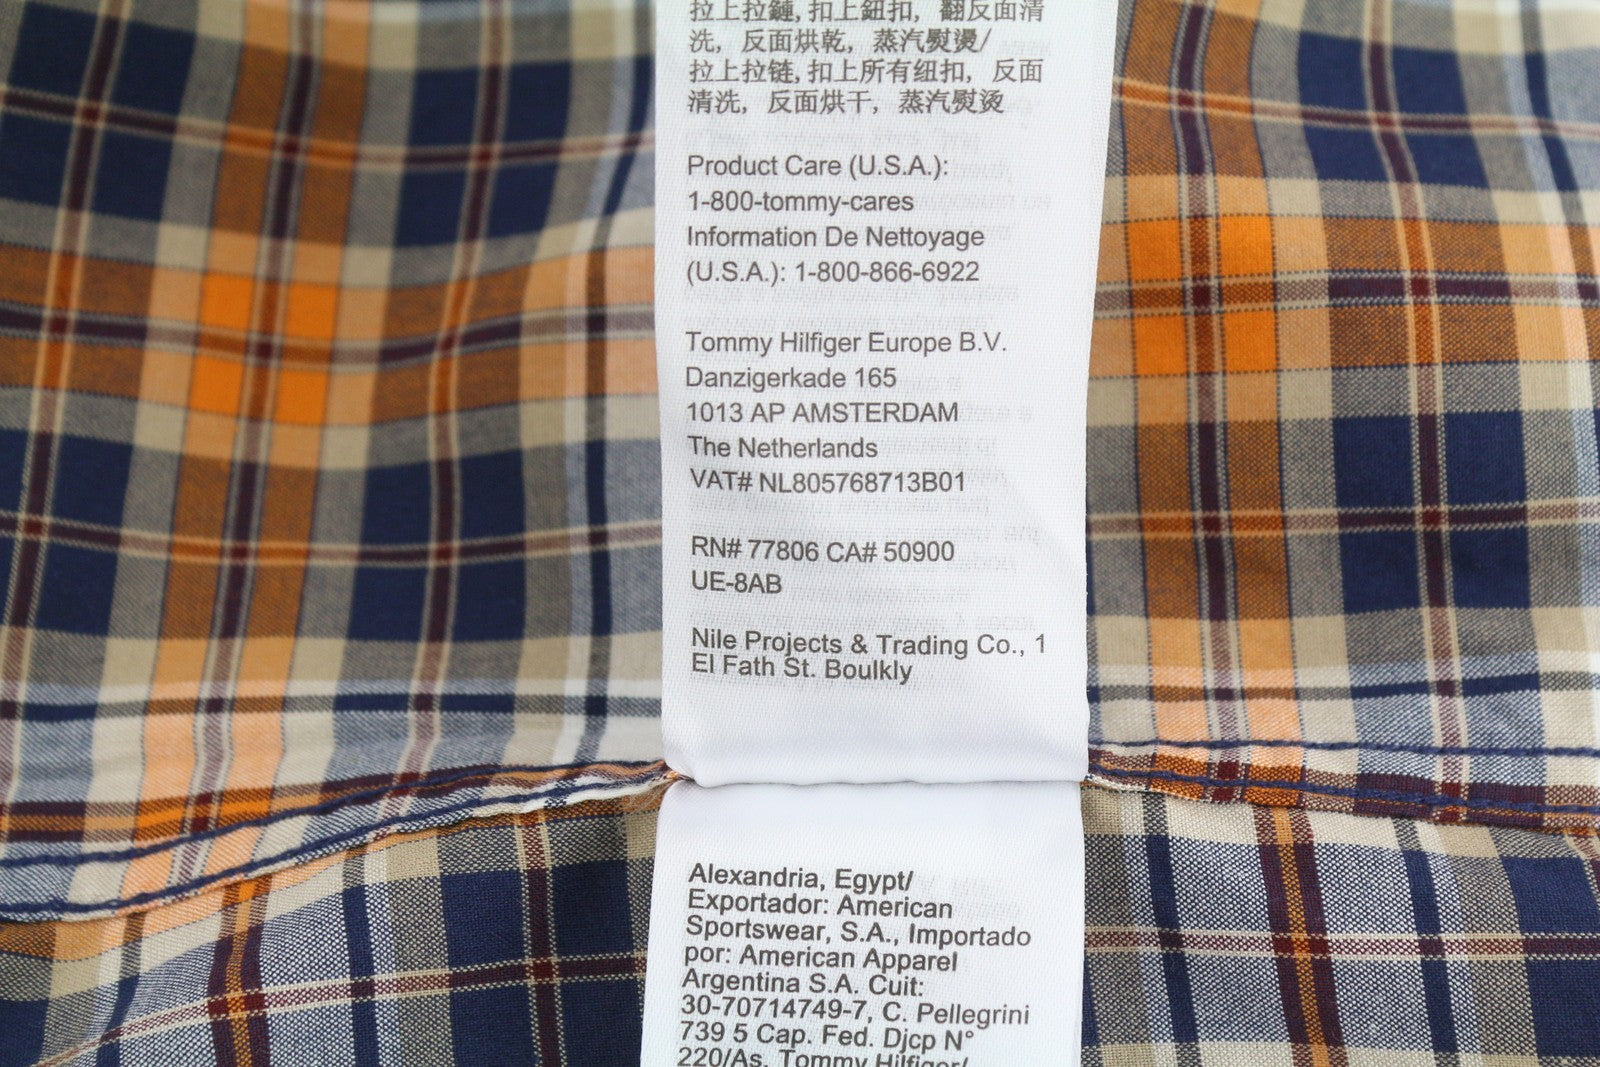 拉上拉鏈, 扣上鈕扣, 翻反面清
洗, 反面烘乾, 蒸汽熨燙/
拉上拉链, 扣上所有纽扣, 反面
清洗, 反面烘干, 蒸汽熨烫
Product Care (U.S.A.):
1-800-tommy-cares
Information De Nettoyage
(U.S.A.): 1-800-866-6922
Tommy Hilfiger Europe B.V.
Danzigerkade 165
1013 AP AMSTERDAM
The Netherlands
VAT# NL805768713B01
RN# 77806 CA# 50900
UE-8AB
Nile Projects & Trading Co., 1
El Fath St. Boulkly
Alexandria, Egypt/
Exportador: American
Sportswear, S.A., Importado
por: American Apparel
Argentina S.A. Cuit:
30-70714749-7, C. Pellegrini
739 5 Cap. Fed. Djcp N°
220/As. Tommy Hilfiger/